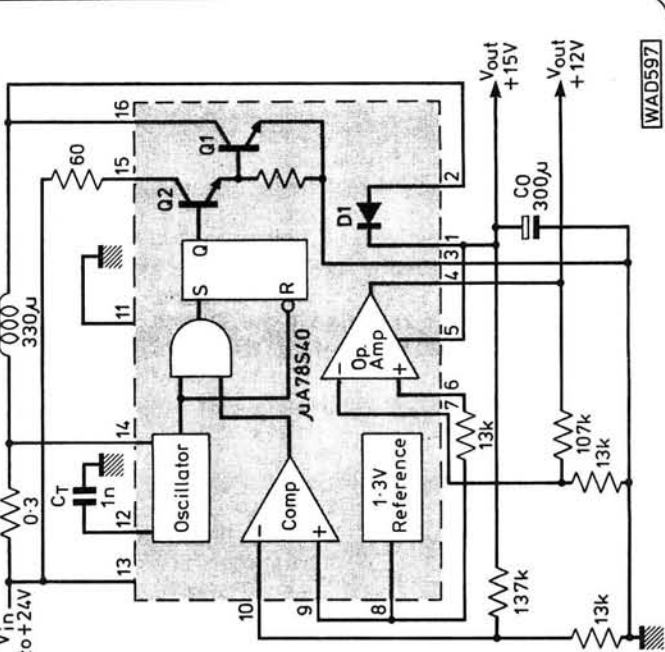 Vin
to+24V
0·3
330µ
60
CT
1n
12
14
11
15
16
13
Q2
Q1
Oscillator
S
Q
R
µA78S40
Comp
-
+
1·3V
Reference
Op.
Amp
-
+
D1
10
9
8
7
6
5
4
3
1
2
13k
137k
13k
107k
13k
CO
300µ
Vout
+15V
Vout
+12V
WAD597